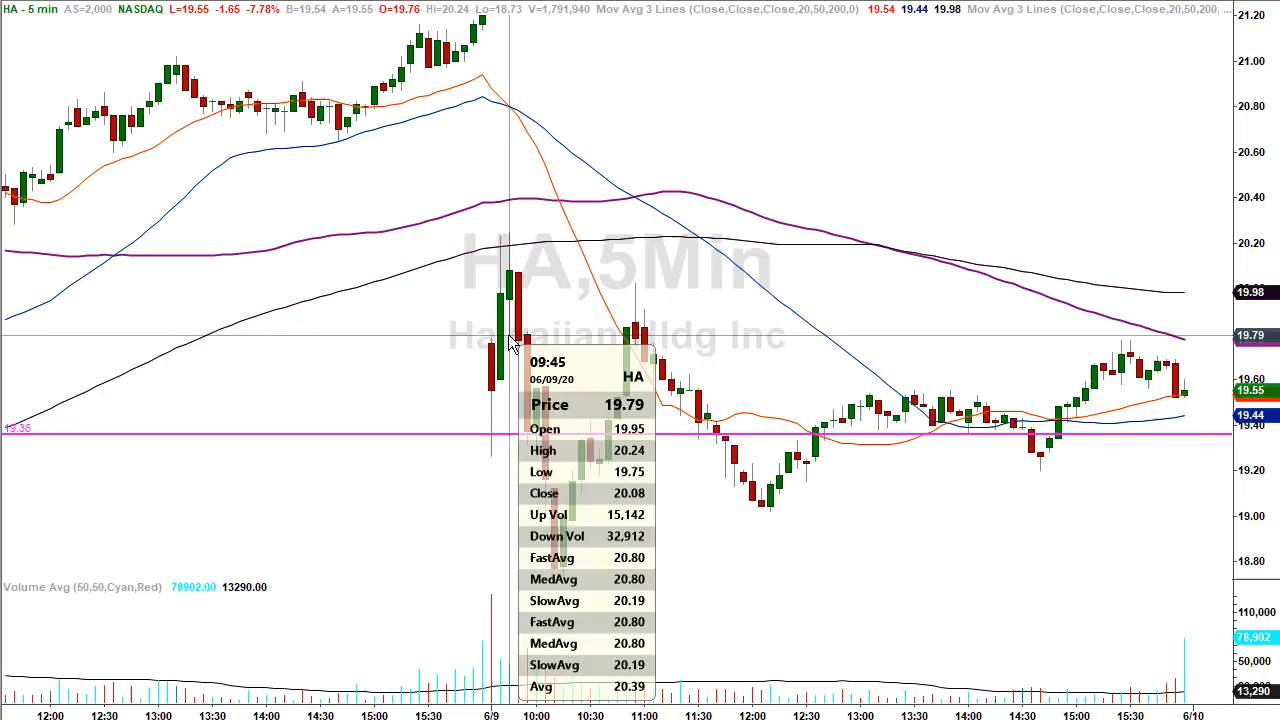 HA - 5 min AS=2,000 NASDAQ L=19.55 -1.65 -7.78% B=19.54 A=19.55 O=19.76 Hi=20.24 Lo=18.73 V=1,791,940 Mov Avg 3 Lines (Close,Close,Close,20,50,200,0) 19.54 19.44 19.98 Mov Avg 3 Lines (Close,Close,Close,20,50,200, ...
21.20
21.00
20.80
20.60
20.40
20.20
HA,5Min
19.98
Hawaiian Hldg Inc
19.79
09:45
06/09/20 HA
19.60
19.55
Price 19.79
19.44
19.36
Open 19.95
19.40
High 20.24
Low 19.75
19.20
Close 20.08
Up Vol 15,142
19.00
Down Vol 32,912
FastAvg 20.80
18.80
MedAvg 20.80
Volume Avg (50,50,Cyan,Red) 78902.00 13290.00
SlowAvg 20.19
110,000
FastAvg 20.80
78,902
MedAvg 20.80
50,000
SlowAvg 20.19
Avg 20.39
13,290
12:00 12:30 13:00 13:30 14:00 14:30 15:00 15:30 6/9 10:00 10:30 11:00 11:30 12:00 12:30 13:00 13:30 14:00 14:30 15:00 15:30 6/10